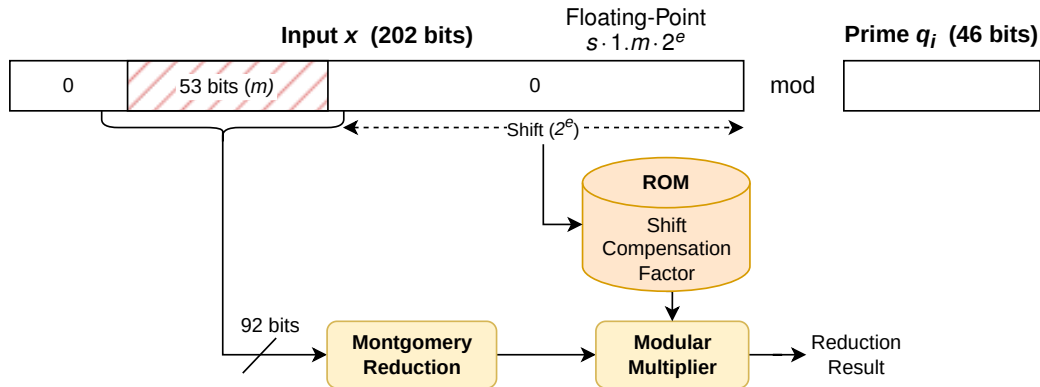 Input x (202 bits)
Floating-Point
s · 1.m · 2^e
Prime q_i (46 bits)
0
53 bits (m)
0
mod
Shift (2^e)
ROM
Shift
Compensation
Factor
92 bits
Montgomery
Reduction
Modular
Multiplier
Reduction
Result